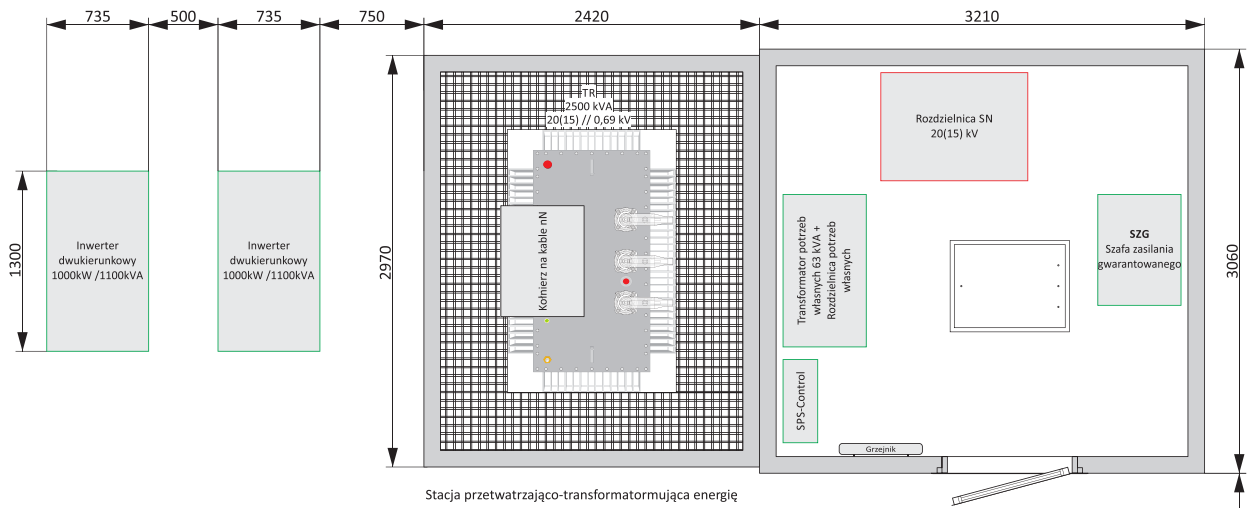 735
500
735
750
2420
3210
1300
Inwerter
dwukierunkowy
1000kW /1100kVA
Inwerter
dwukierunkowy
1000kW /1100kVA
2970
TR
2500 kVA
20(15) // 0,69 kV
Kołnierz na kable nN
Rozdzielnica SN
20(15) kV
Transformator potrzeb
własnych 63 kVA +
Rozdzielnica potrzeb
własnych
SZG
Szafa zasilania
gwarantowanego
3060
SPS-Control
Grzejnik
Stacja przetwatrzająco-transformatormująca energię